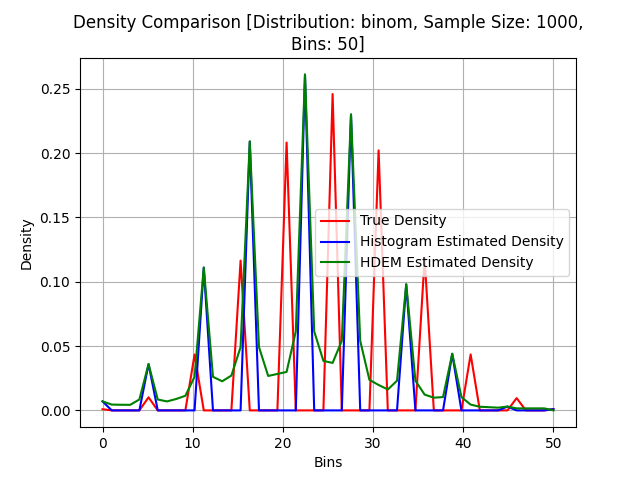 Density Comparison [Distribution: binom, Sample Size: 1000,
Bins: 50]
0.25
0.20
0.15
0.10
0.05
0.00
Density
True Density
Histogram Estimated Density
HDEM Estimated Density
0 10 20 30 40 50
Bins